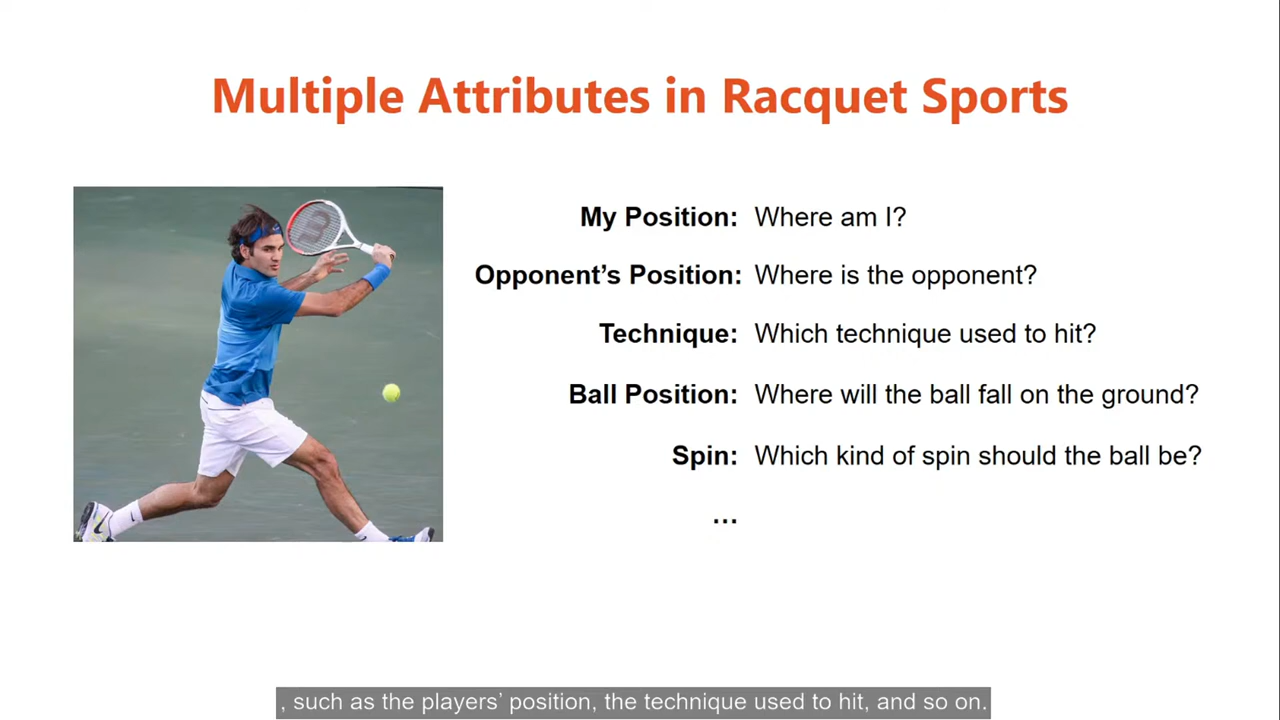 Multiple Attributes in Racquet Sports
My Position: Where am I?
Opponent’s Position: Where is the opponent?
Technique: Which technique used to hit?
Ball Position: Where will the ball fall on the ground?
Spin: Which kind of spin should the ball be?
...
, such as the players’ position, the technique used to hit, and so on.